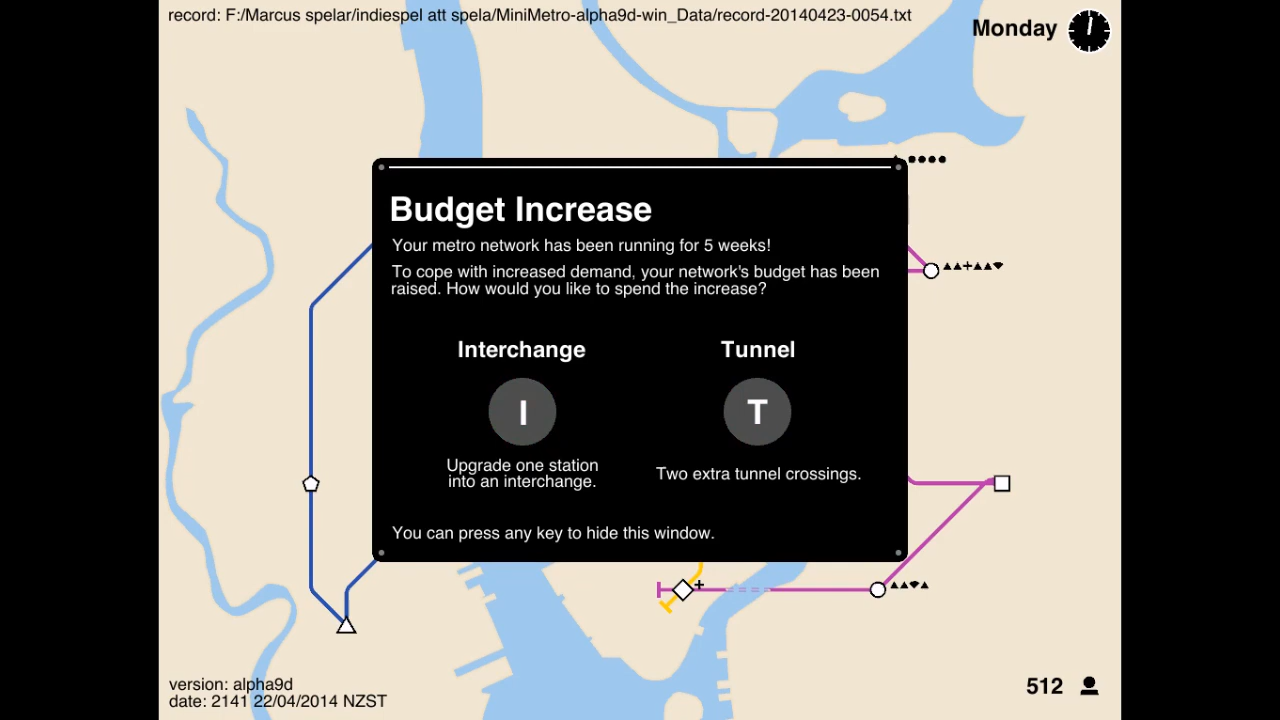 record: F:/Marcus spelar/indiespel att spela/MiniMetro-alpha9d-win_Data/record-20140423-0054.txt
Monday
Budget Increase
Your metro network has been running for 5 weeks!
To cope with increased demand, your network's budget has been
raised. How would you like to spend the increase?
Interchange
Tunnel
I
T
Upgrade one station
into an interchange.
Two extra tunnel crossings.
You can press any key to hide this window.
version: alpha9d
date: 2141 22/04/2014 NZST
512